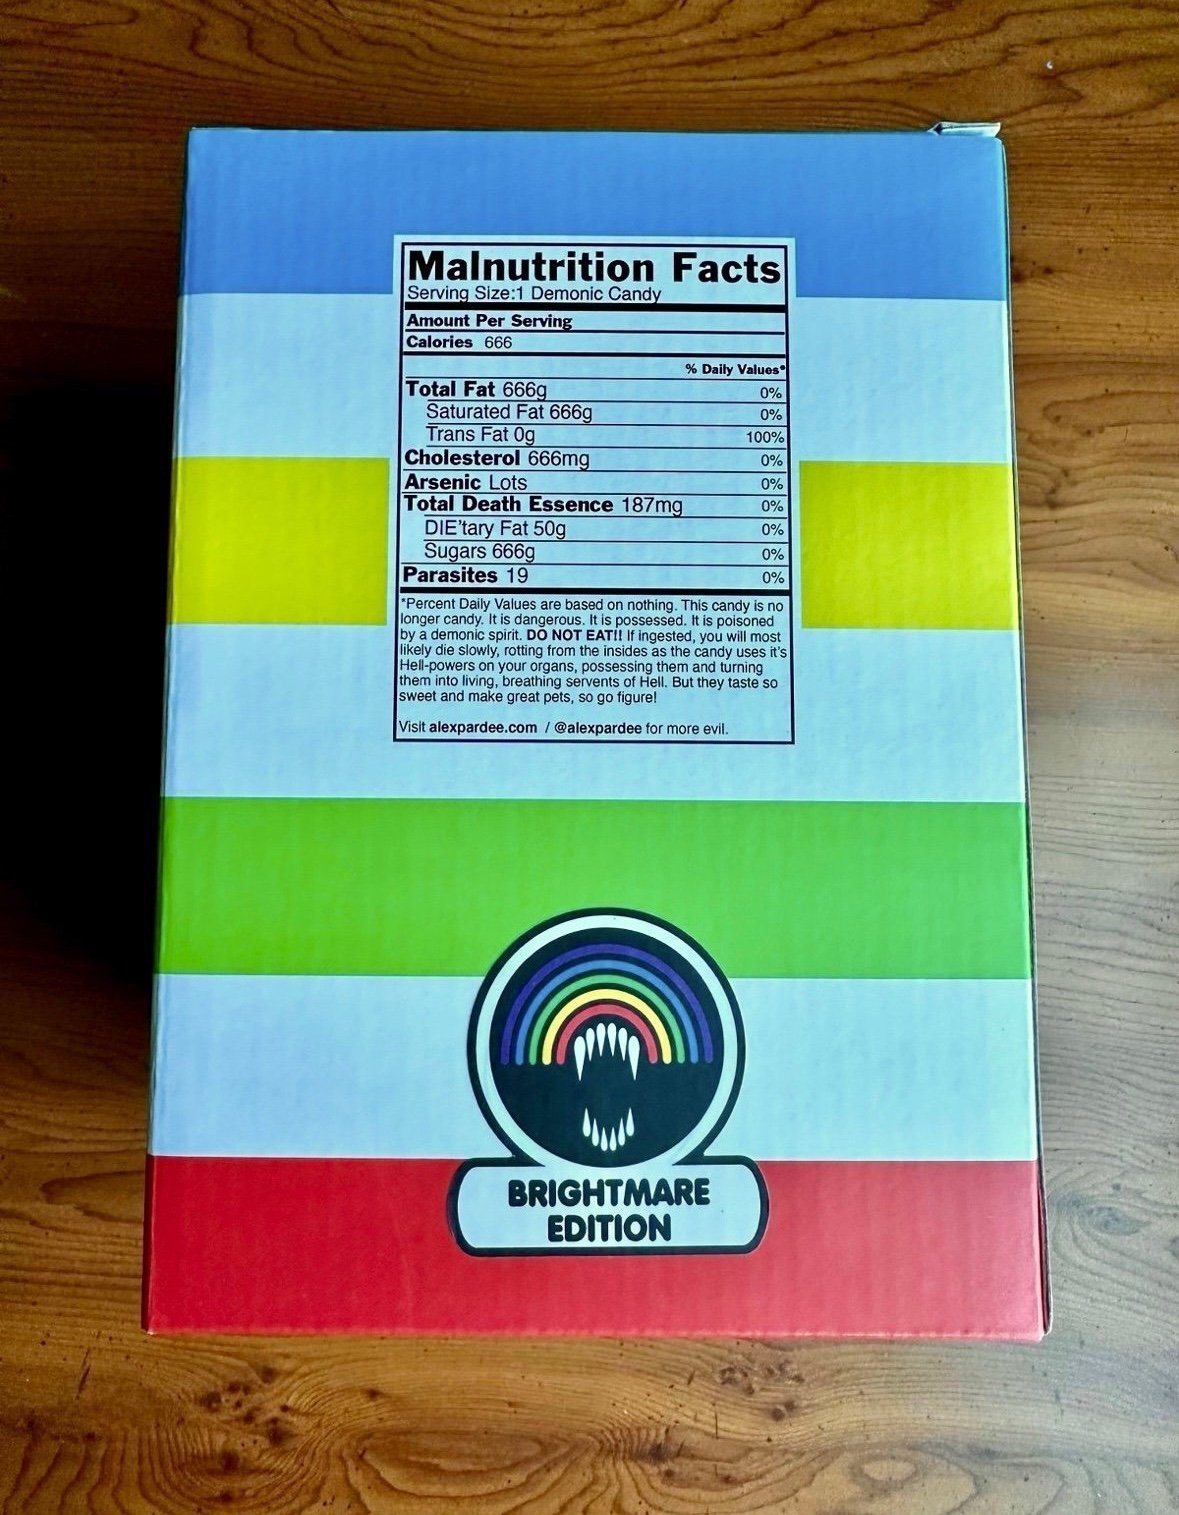 Malnutrition Facts
Serving Size:1 Demonic Candy
Amount Per Serving
Calories 666
% Daily Values*
Total Fat 666g 0%
Saturated Fat 666g 0%
Trans Fat 0g 100%
Cholesterol 666mg 0%
Arsenic Lots 0%
Total Death Essence 187mg 0%
DIE'tary Fat 50g 0%
Sugars 666g 0%
Parasites 19 0%
*Percent Daily Values are based on nothing. This candy is no
longer candy. It is dangerous. It is possessed. It is poisoned
by a demonic spirit. DO NOT EAT!! If ingested, you will most
likely die slowly, rotting from the insides as the candy uses it's
Hell-powers on your organs, possessing them and turning
them into living, breathing servents of Hell. But they taste so
sweet and make great pets, so go figure!
Visit alexpardee.com / @alexpardee for more evil.
BRIGHTMARE
EDITION